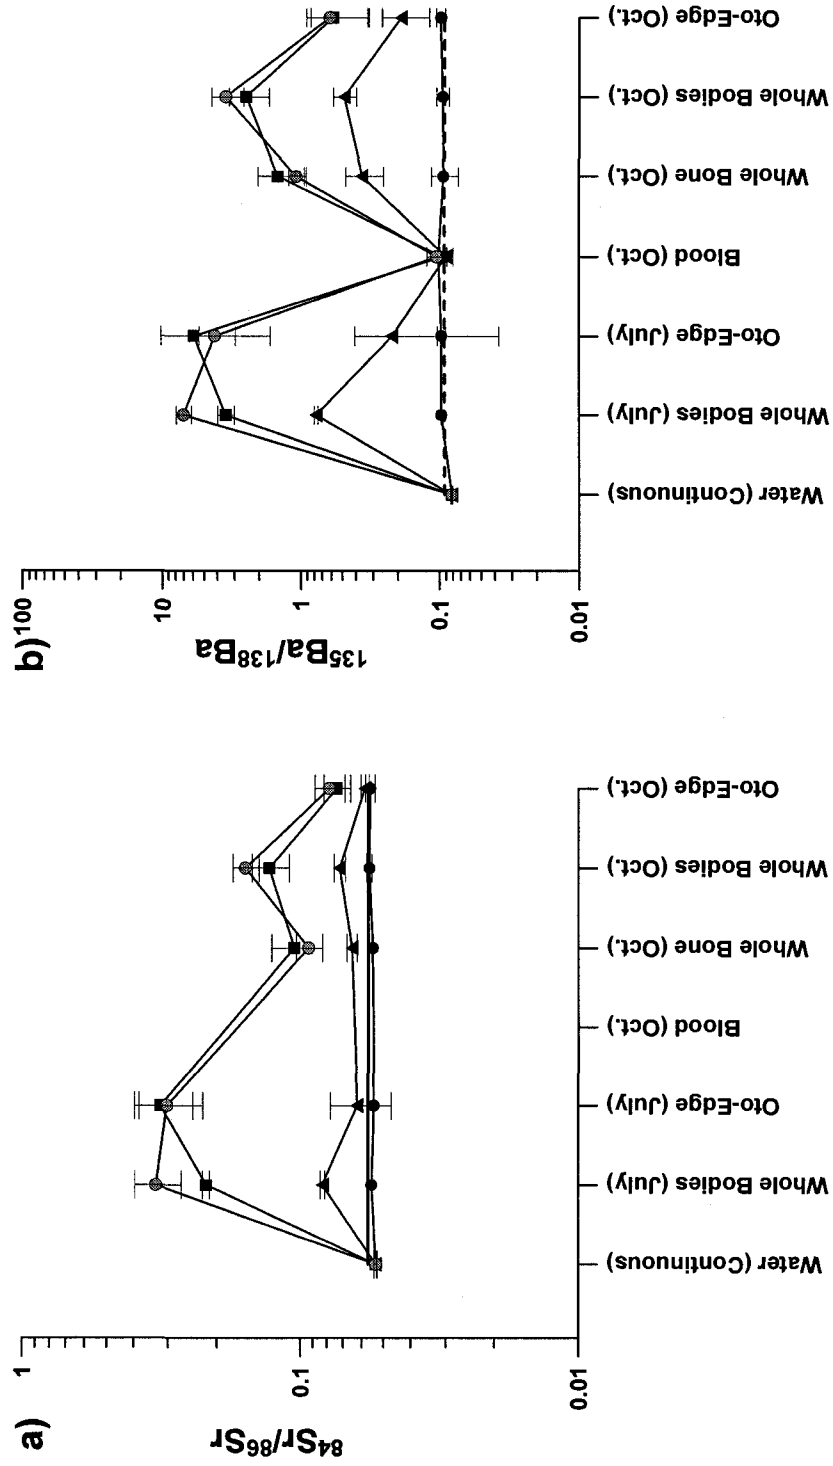 a)
⁸⁴Sr/⁸⁶Sr
1
0.1
0.01
Water (Continuous)
Whole Bodies (July)
Oto-Edge (July)
Blood (Oct.)
Whole Bone (Oct.)
Whole Bodies (Oct.)
Oto-Edge (Oct.)
b)
¹³⁵Ba/¹³⁸Ba
100
10
1
0.1
0.01
Water (Continuous)
Whole Bodies (July)
Oto-Edge (July)
Blood (Oct.)
Whole Bone (Oct.)
Whole Bodies (Oct.)
Oto-Edge (Oct.)